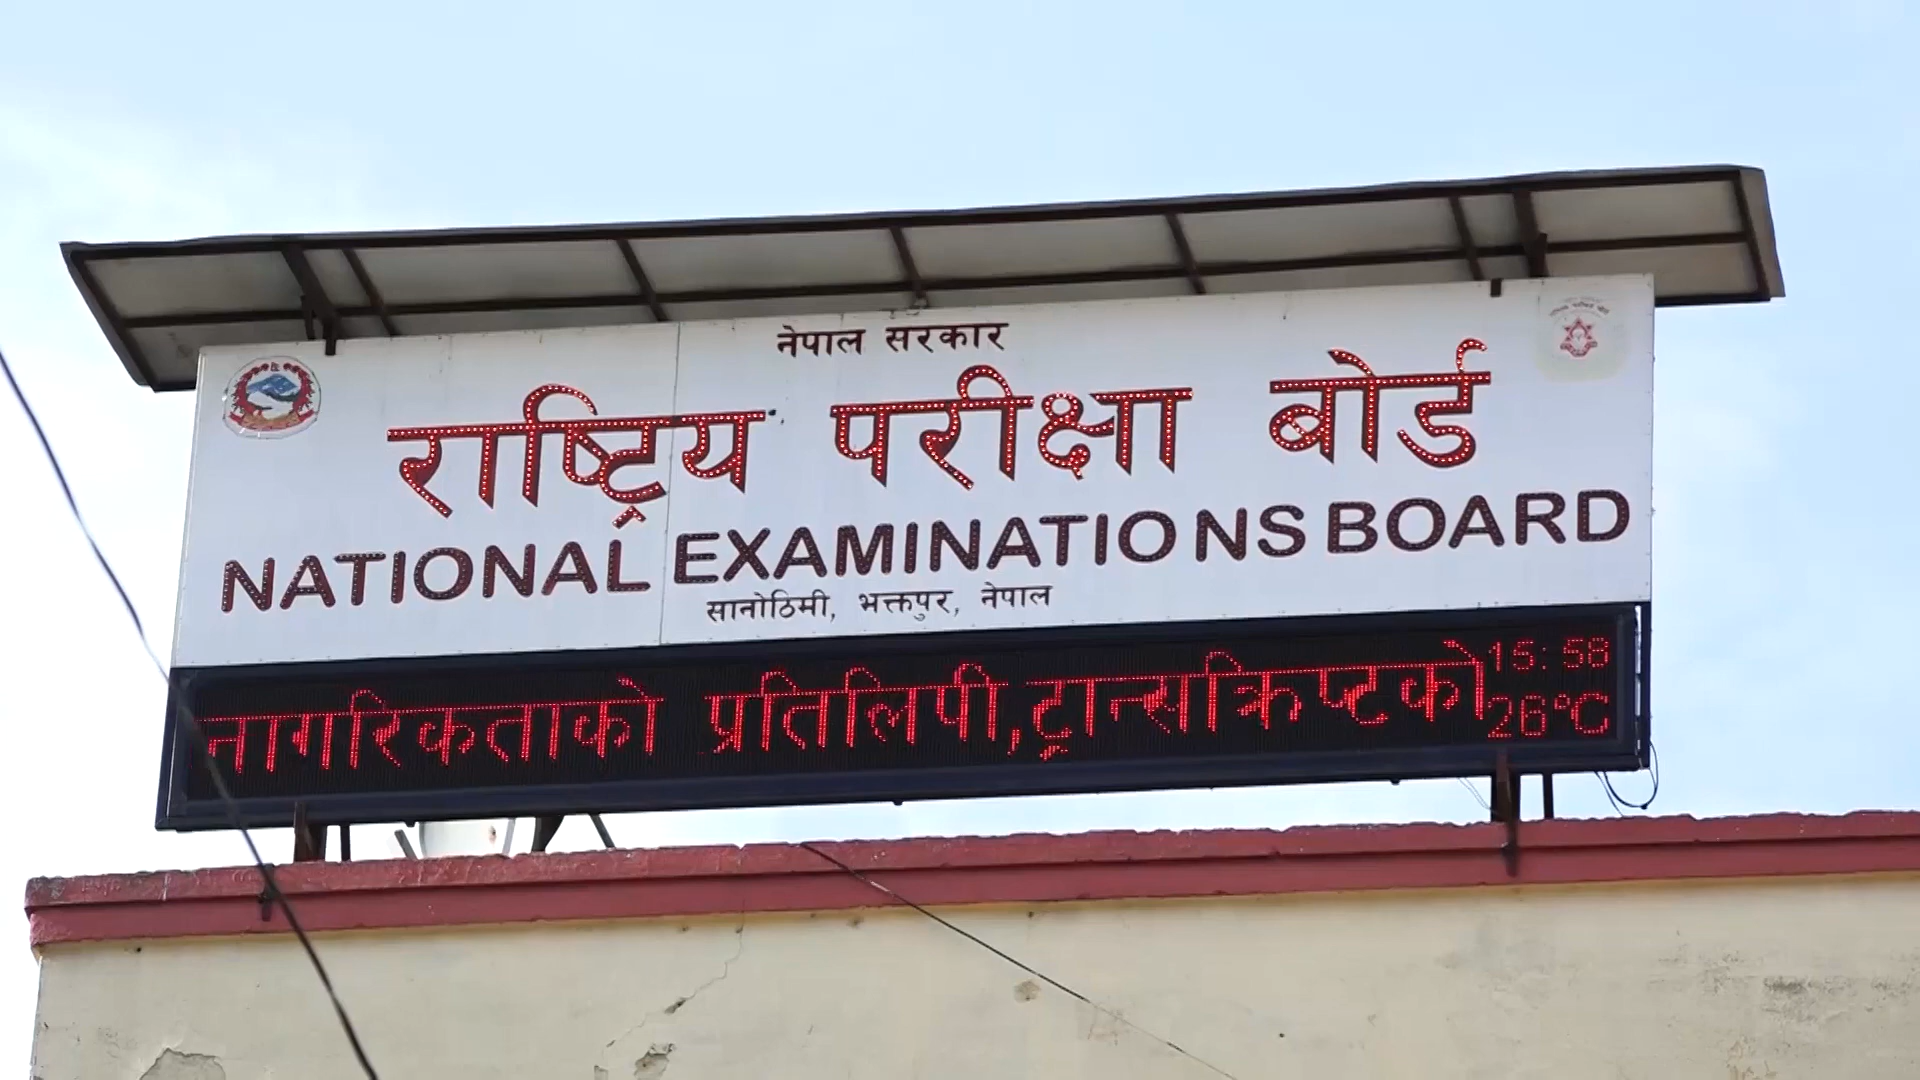 नेपाल सरकार
राष्ट्रिय परीक्षा बोर्ड
NATIONAL EXAMINATIONS BOARD
सानोठिमी, भक्तपुर, नेपाल
नागरिकताको प्रतिलिपी,ट्रान्सक्रिप्टको
15:58
26°C